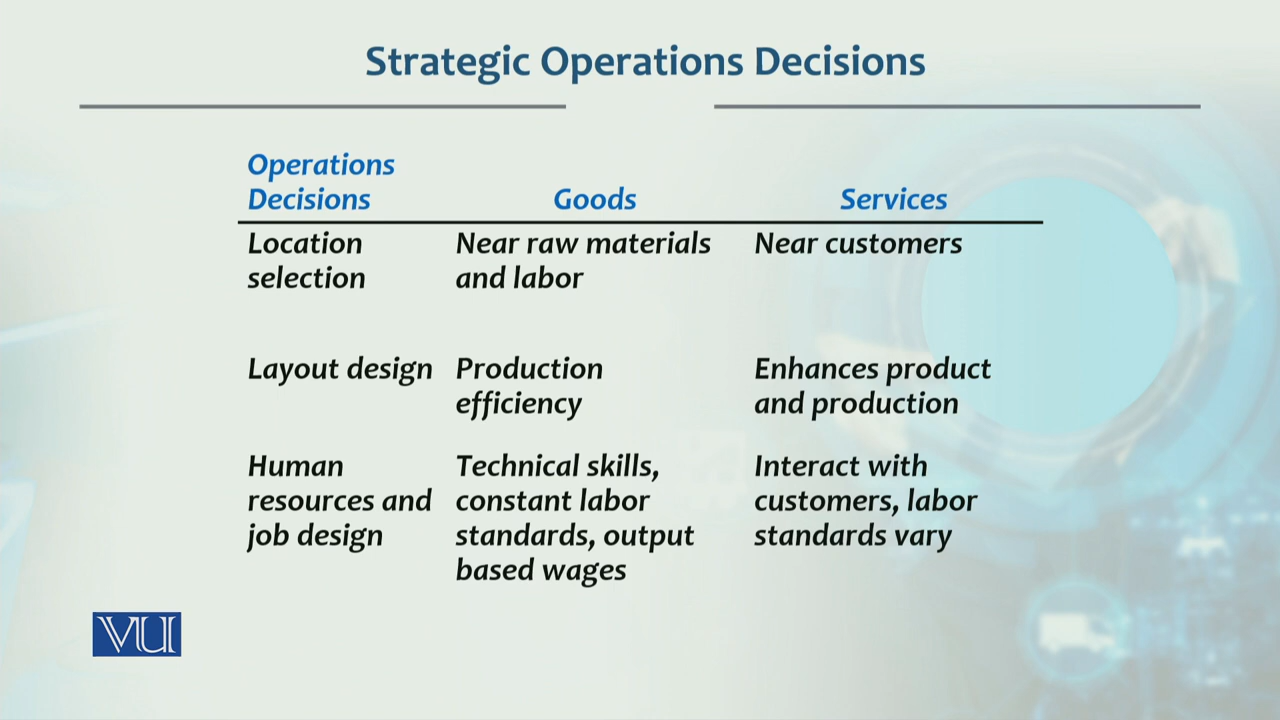 Strategic Operations Decisions
Operations
Decisions
Goods
Services
Location
selection
Near raw materials
and labor
Near customers
Layout design
Production
efficiency
Enhances product
and production
Human
resources and
job design
Technical skills,
constant labor
standards, output
based wages
Interact with
customers, labor
standards vary
VU